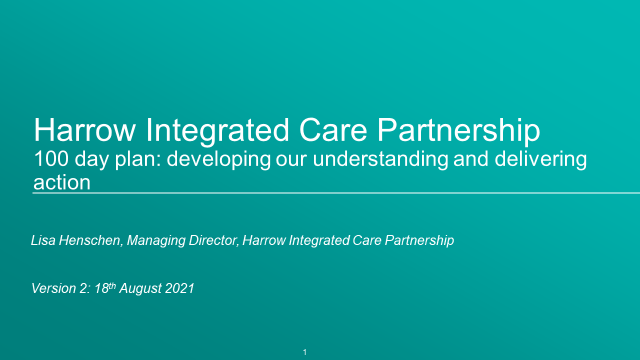 Harrow Integrated Care Partnership
100 day plan: developing our understanding and delivering
action
Lisa Henschen, Managing Director, Harrow Integrated Care Partnership
Version 2: 18th August 2021
1